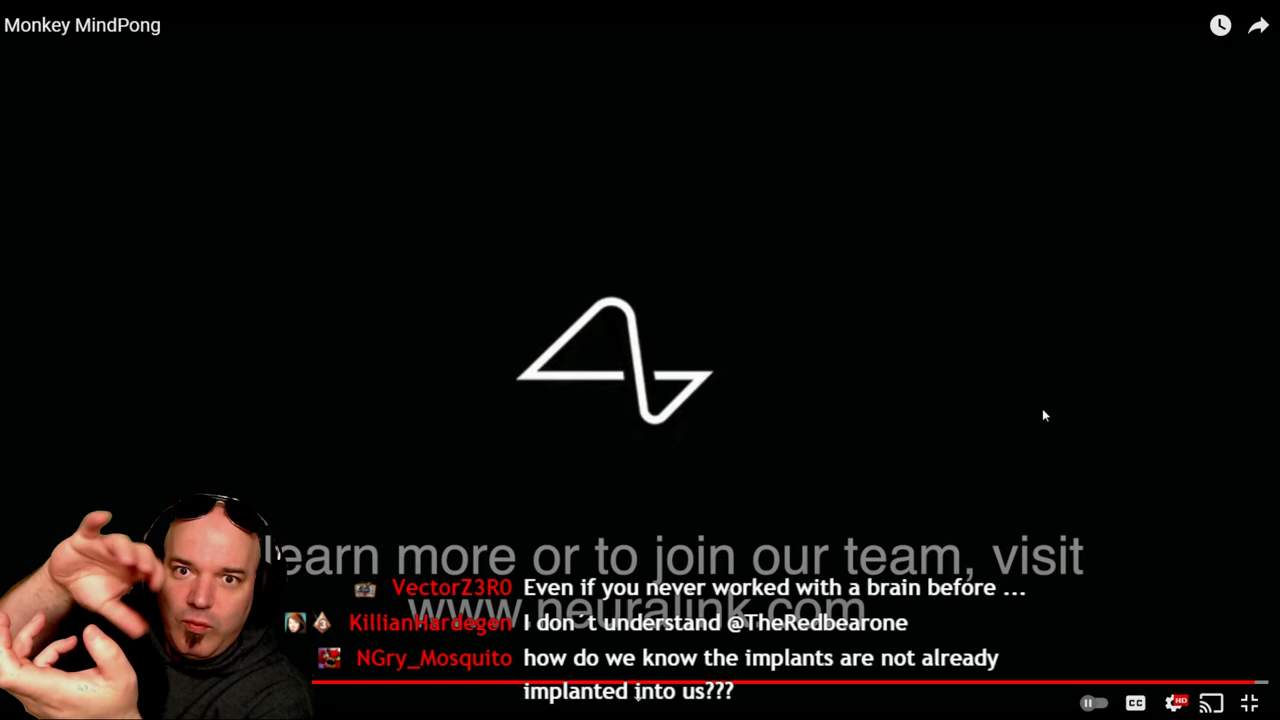 Monkey MindPong
learn more or to join our team, visit
VectorZ3R0 Even if you never worked with a brain before ...
www.neuralink.com
KillianHardegen I don´t understand @TheRedbearone
NGry_Mosquito how do we know the implants are not already
implanted into us???
CC
HD